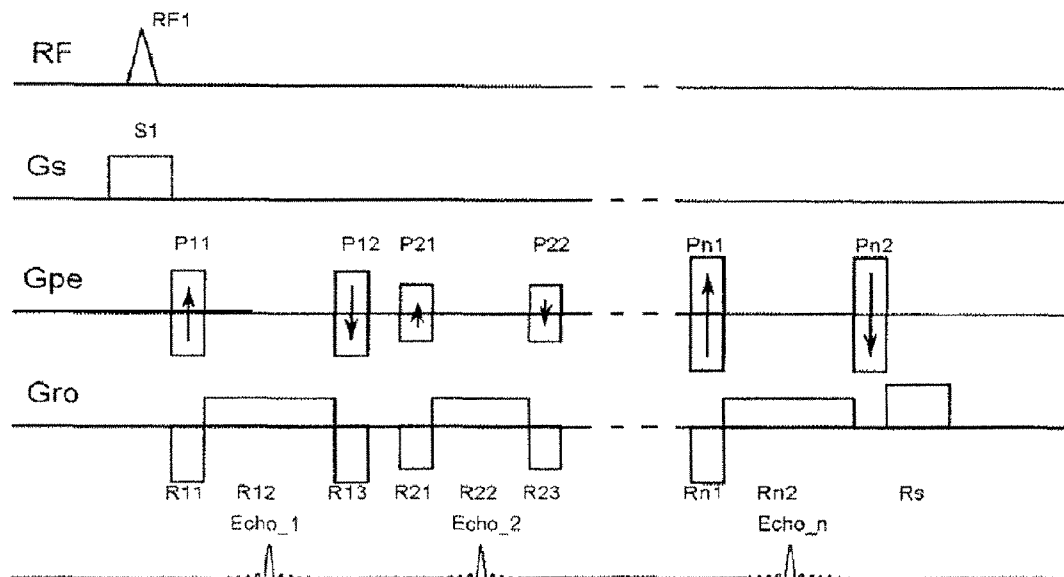 RF1
RF
S1
Gs
P11 P12 P21 P22 Pn1 Pn2
Gpe
Gro
R11 R12 R13 R21 R22 R23 Rn1 Rn2 Rs
Echo_1 Echo_2 Echo_n